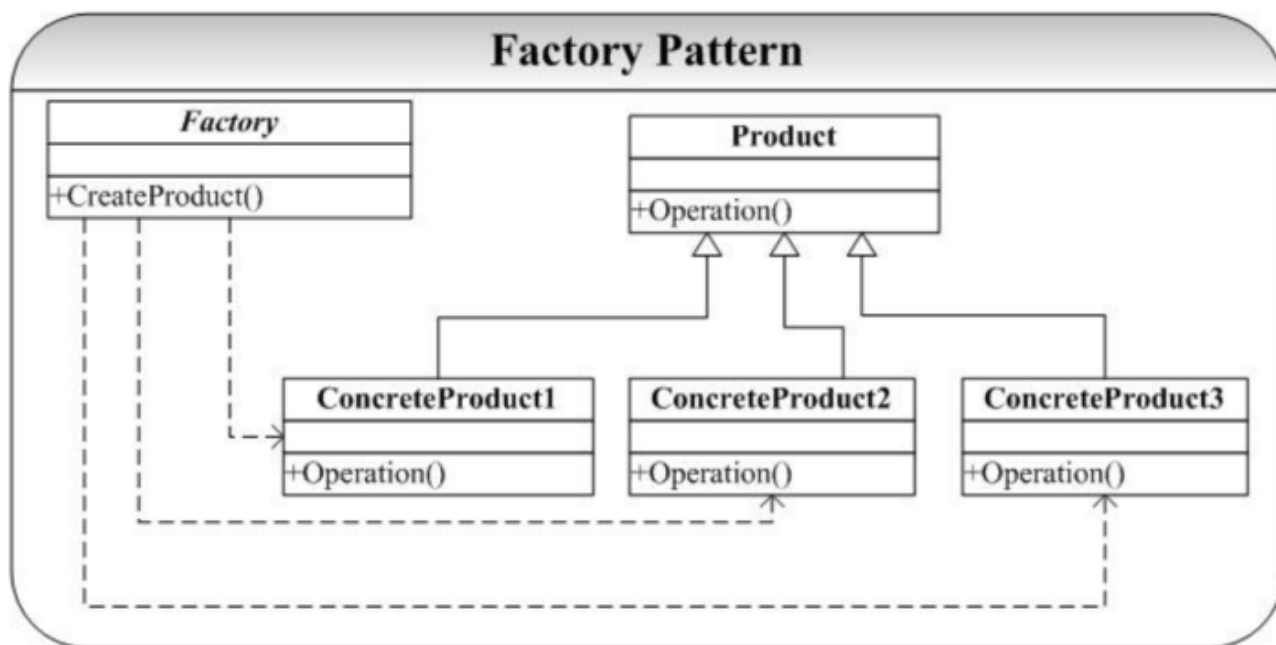 Factory Pattern
Factory
+CreateProduct()
Product
+Operation()
ConcreteProduct1
+Operation()
ConcreteProduct2
+Operation()
ConcreteProduct3
+Operation()